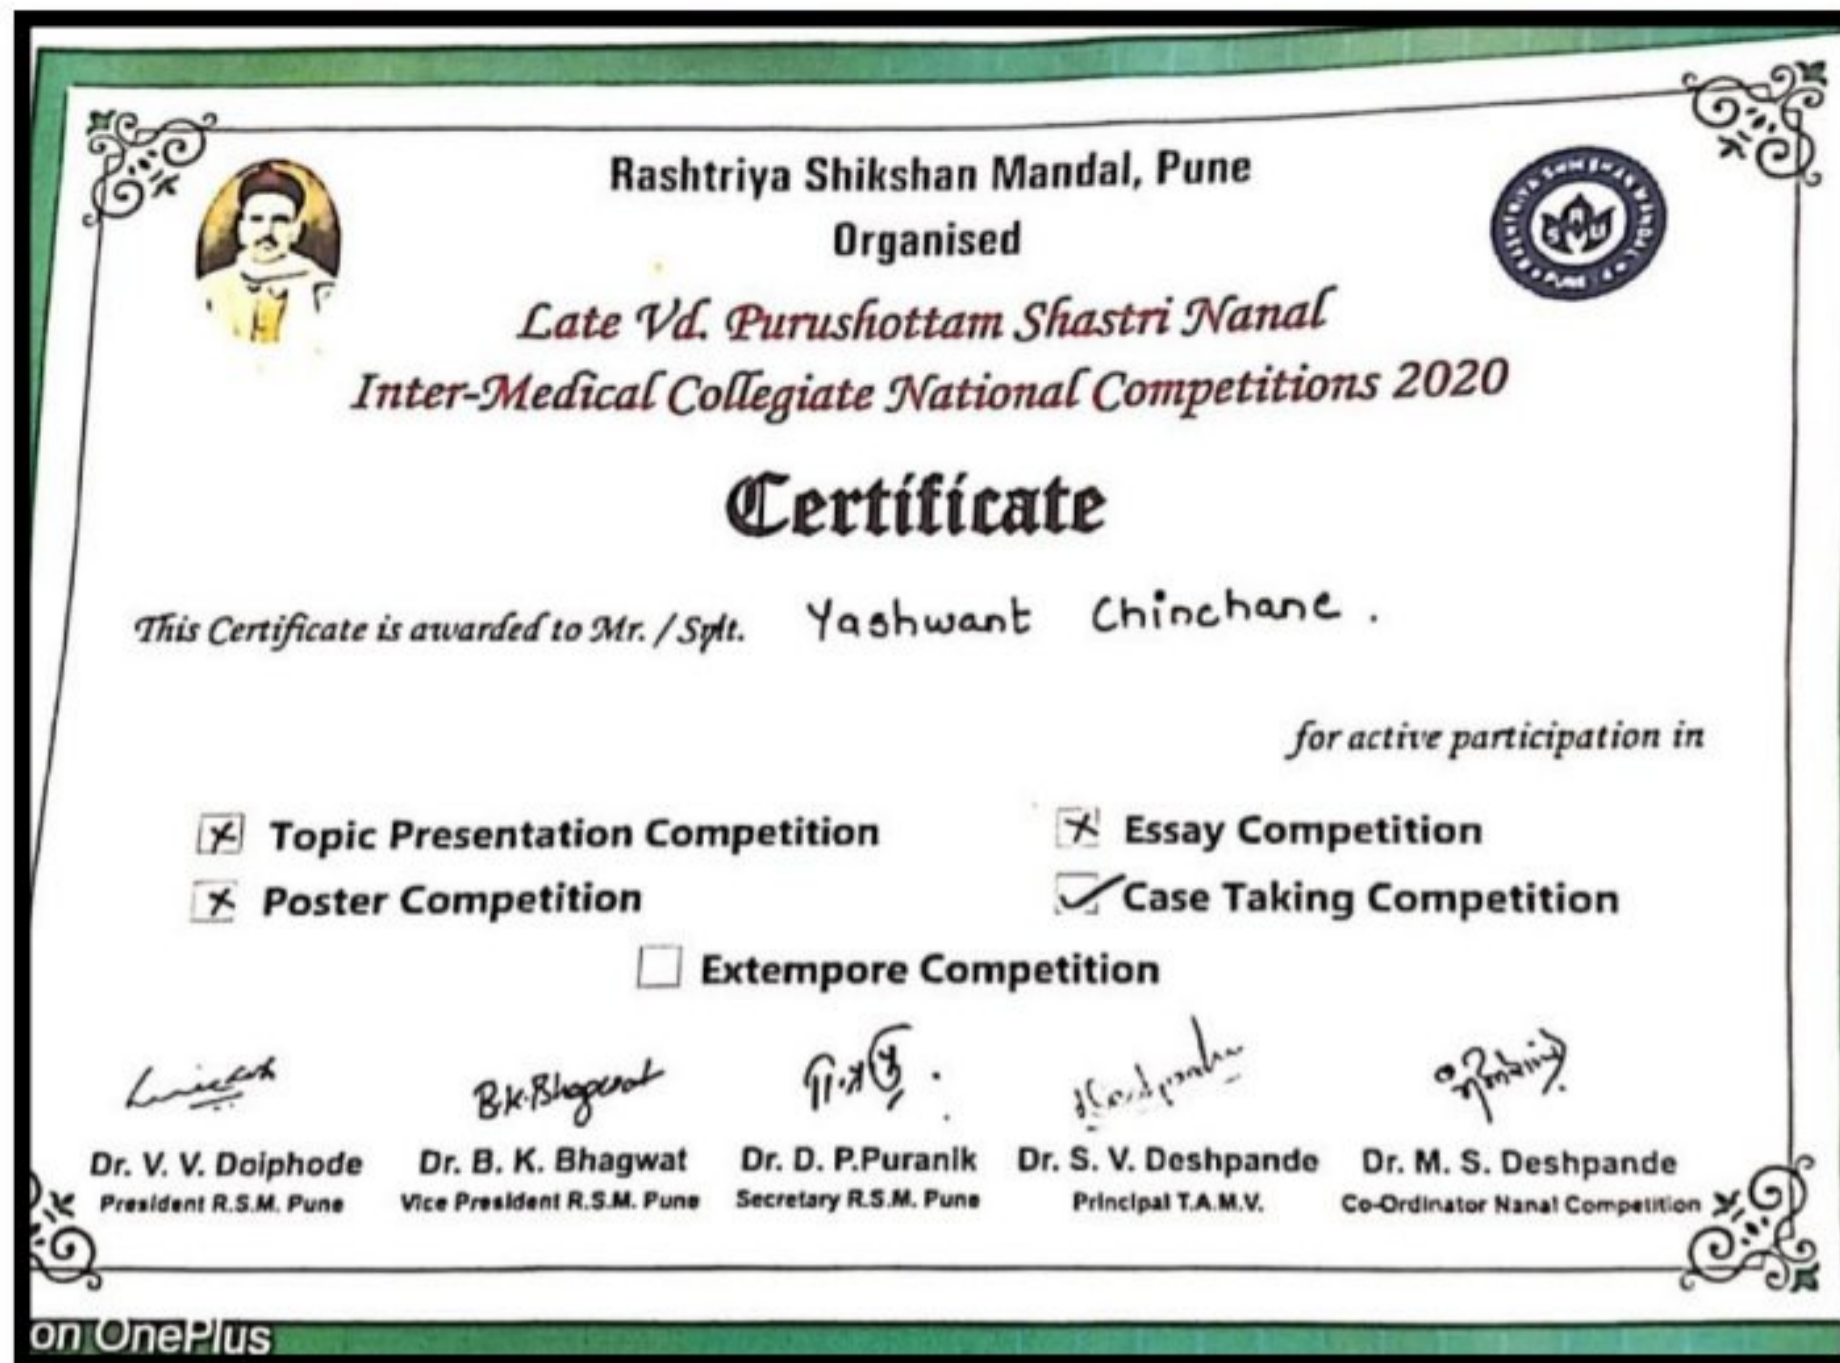 Rashtriya Shikshan Mandal, Pune
Organised
Late Vd. Purushottam Shastri Nanal
Inter-Medical Collegiate National Competitions 2020
Certificate
This Certificate is awarded to Mr. / Smt. Yashwant Chinchane .
for active participation in
Topic Presentation Competition
Essay Competition
Poster Competition
Case Taking Competition
Extempore Competition
B.K.Bhagwat
Dr. V. V. Doiphode
Dr. B. K. Bhagwat
Dr. D. P.Puranik
Dr. S. V. Deshpande
Dr. M. S. Deshpande
President R.S.M. Pune
Vice President R.S.M. Pune
Secretary R.S.M. Pune
Principal T.A.M.V.
Co-Ordinator Nanal Competition
on OnePlus